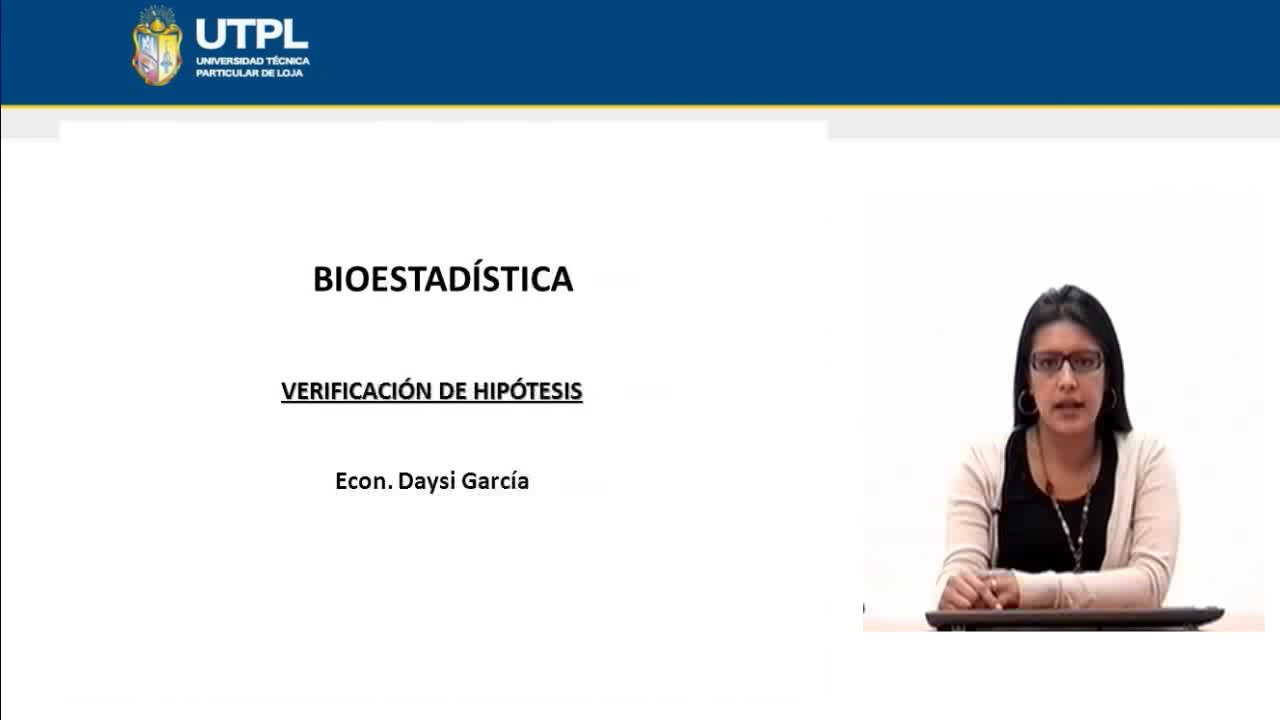 UTPL
UNIVERSIDAD TÉCNICA
PARTICULAR DE LOJA
BIOESTADÍSTICA
VERIFICACIÓN DE HIPÓTESIS
Econ. Daysi García